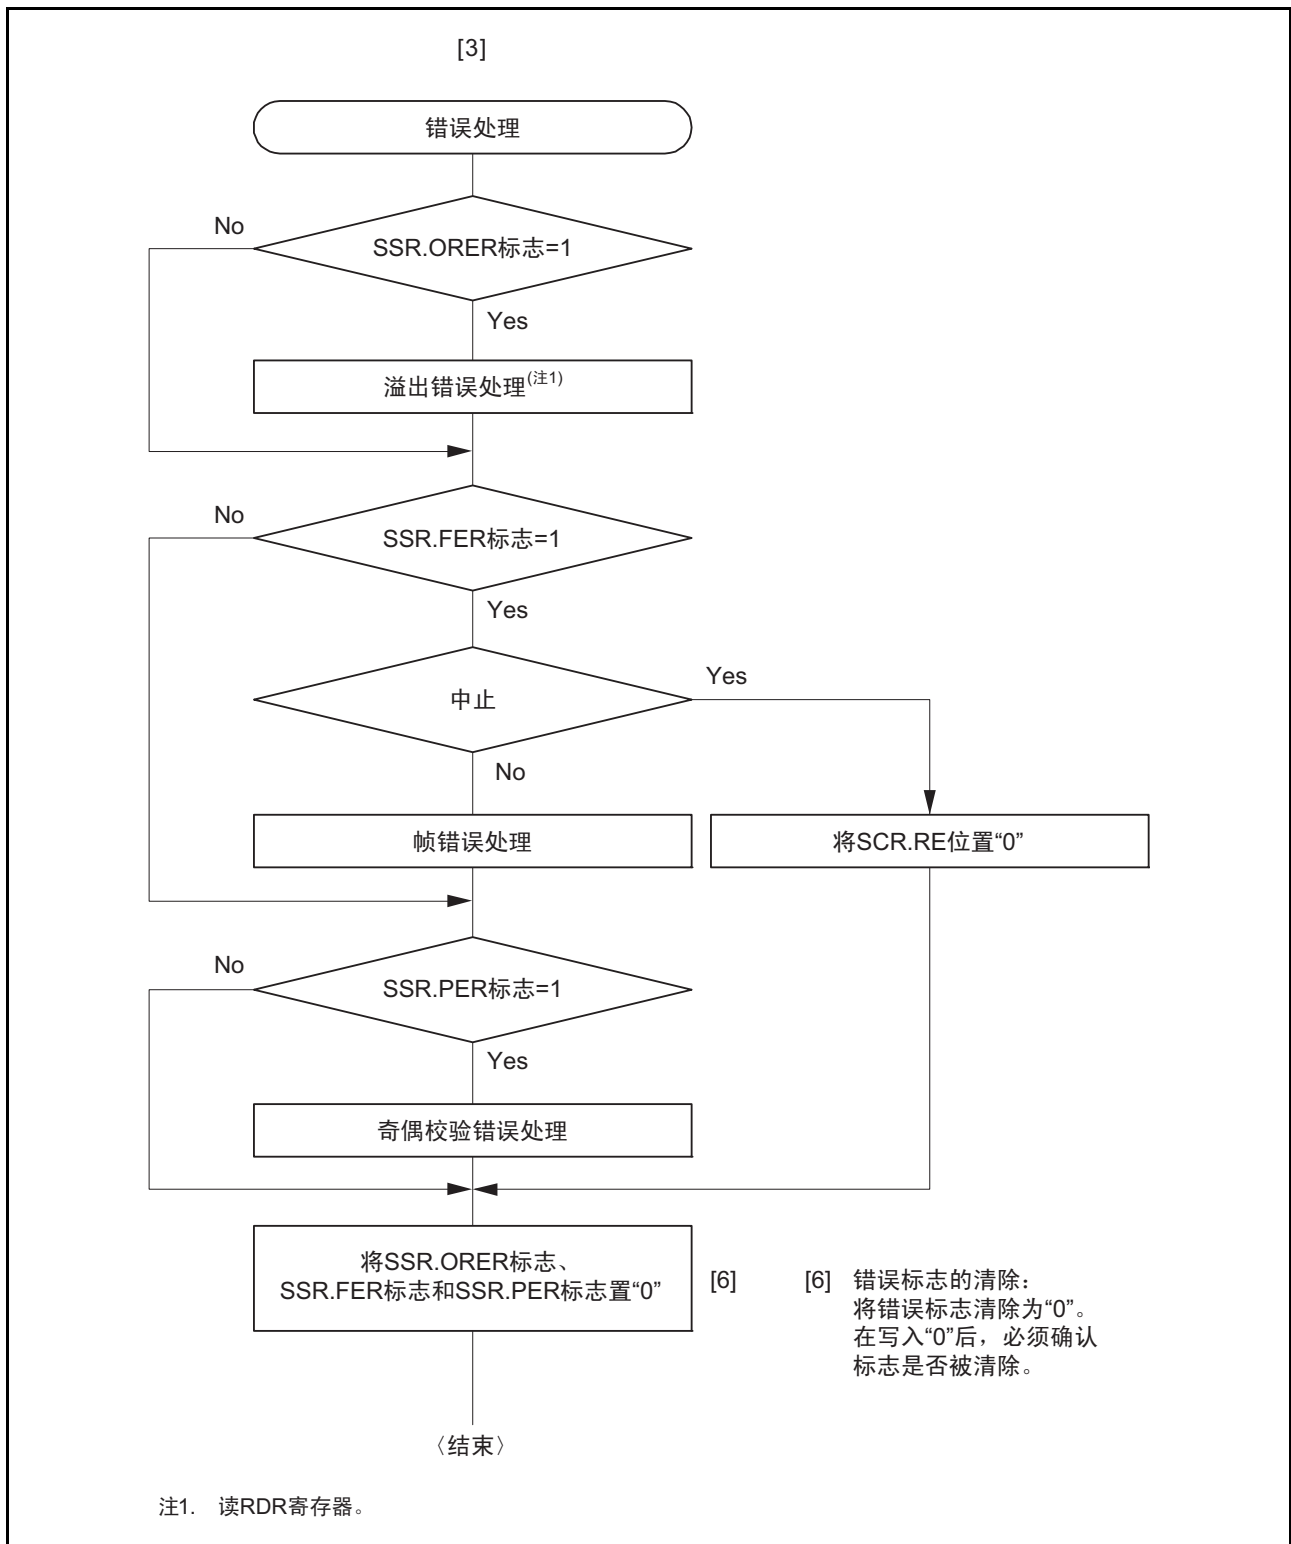 [3]
错误处理
No
SSR.ORER标志=1
Yes
溢出错误处理(注1)
No
SSR.FER标志=1
Yes
中止
Yes
No
帧错误处理
将SCR.RE位置“0”
No
SSR.PER标志=1
Yes
奇偶校验错误处理
将SSR.ORER标志、
SSR.FER标志和SSR.PER标志置“0”
[6]
[6] 错误标志的清除：
将错误标志清除为“0”。
在写入“0”后，必须确认
标志是否被清除。
〈结束〉
注1. 读RDR寄存器。